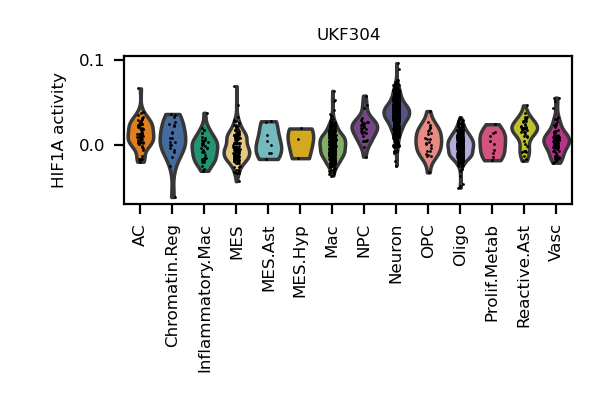 UKF304
0.1
0.0
HIF1A activity
AC
Chromatin.Reg
Inflammatory.Mac
MES
MES.Ast
MES.Hyp
Mac
NPC
Neuron
OPC
Oligo
Prolif.Metab
Reactive.Ast
Vasc